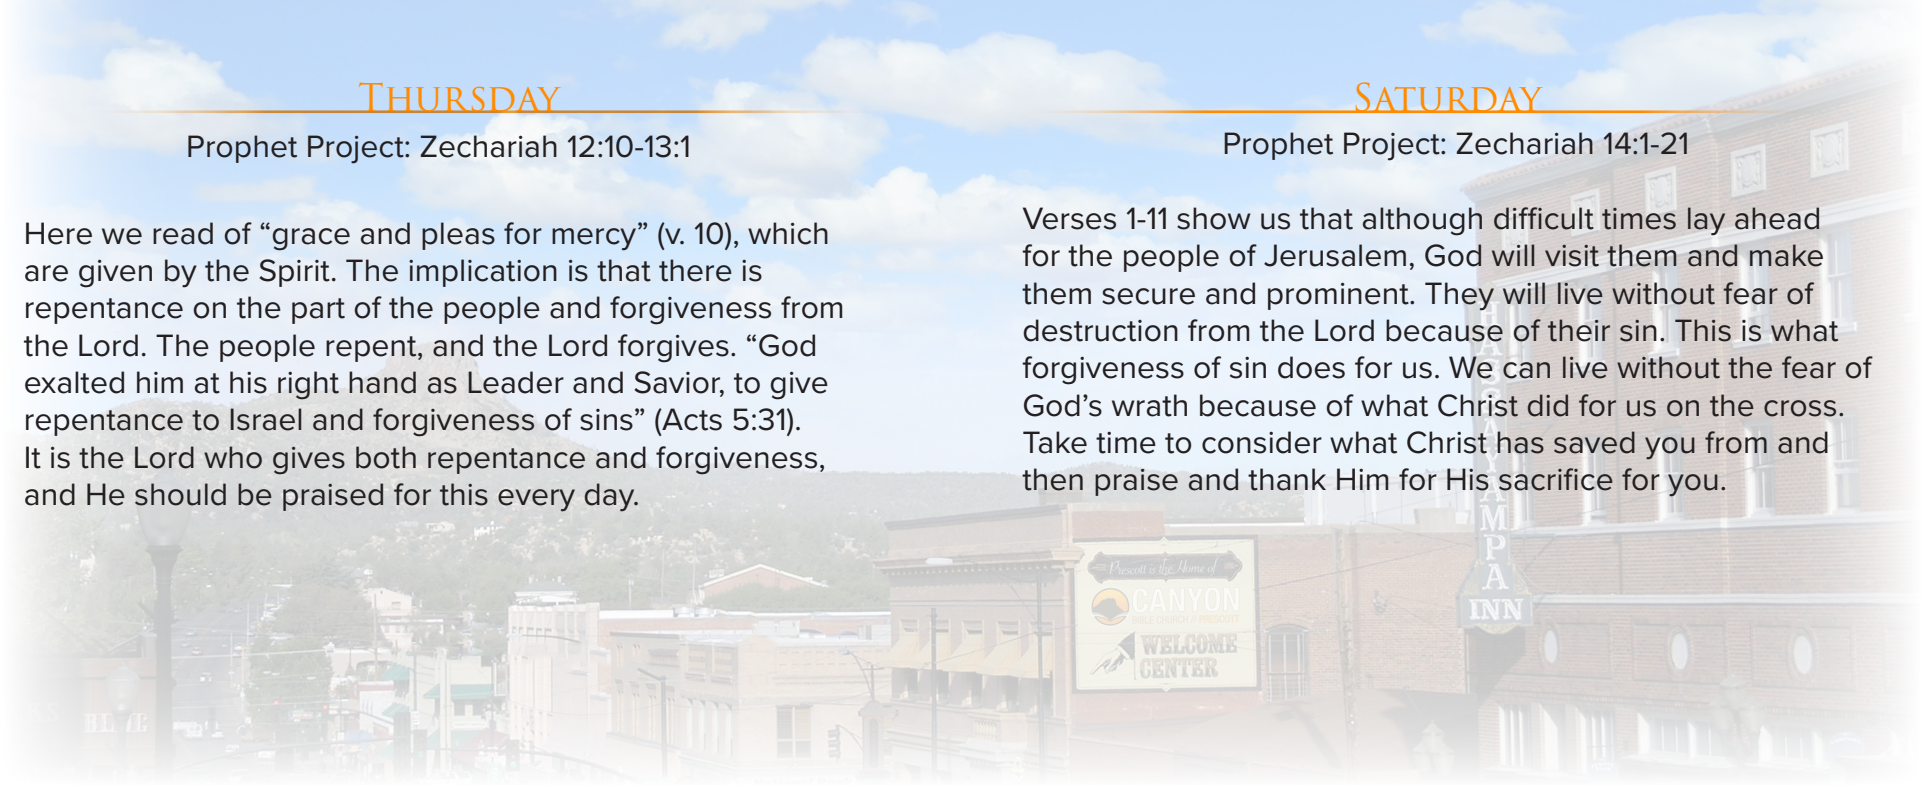 THURSDAY
Prophet Project: Zechariah 12:10-13:1
Here we read of “grace and pleas for mercy” (v. 10), which
are given by the Spirit. The implication is that there is
repentance on the part of the people and forgiveness from
the Lord. The people repent, and the Lord forgives. “God
exalted him at his right hand as Leader and Savior, to give
repentance to Israel and forgiveness of sins” (Acts 5:31).
It is the Lord who gives both repentance and forgiveness,
and He should be praised for this every day.
SATURDAY
Prophet Project: Zechariah 14:1-21
Verses 1-11 show us that although difficult times lay ahead
for the people of Jerusalem, God will visit them and make
them secure and prominent. They will live without fear of
destruction from the Lord because of their sin. This is what
forgiveness of sin does for us. We can live without the fear of
God’s wrath because of what Christ did for us on the cross.
Take time to consider what Christ has saved you from and
then praise and thank Him for His sacrifice for you.
Prescott is the Home of
CANYON
BIBLE CHURCH OF PRESCOTT
WELCOME
CENTER
HASSAYAMPA
INN